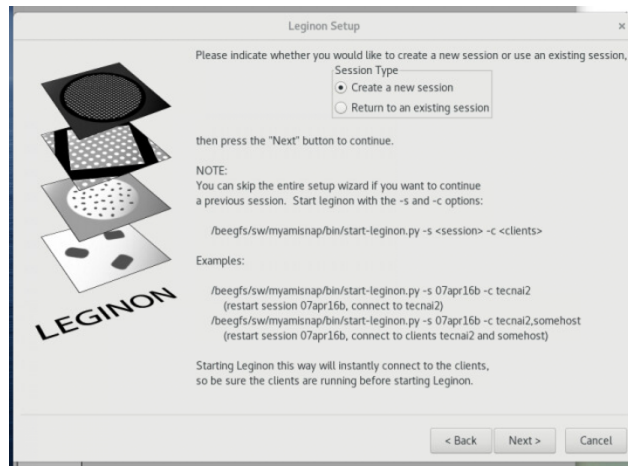 Leginon Setup
Please indicate whether you would like to create a new session or use an existing session,
Session Type
Create a new session
Return to an existing session
then press the "Next" button to continue.
NOTE:
You can skip the entire setup wizard if you want to continue
a previous session. Start leginon with the -s and -c options:
/beegfs/sw/myamisnap/bin/start-leginon.py -s <session> -c <clients>
Examples:
/beegfs/sw/myamisnap/bin/start-leginon.py -s 07apr16b -c tecnai2
(restart session 07apr16b, connect to tecnai2)
/beegfs/sw/myamisnap/bin/start-leginon.py -s 07apr16b -c tecnai2,somehost
(restart session 07apr16b, connect to clients tecnai2 and somehost)
Starting Leginon this way will instantly connect to the clients,
so be sure the clients are running before starting Leginon.
LEGINON
< Back Next > Cancel